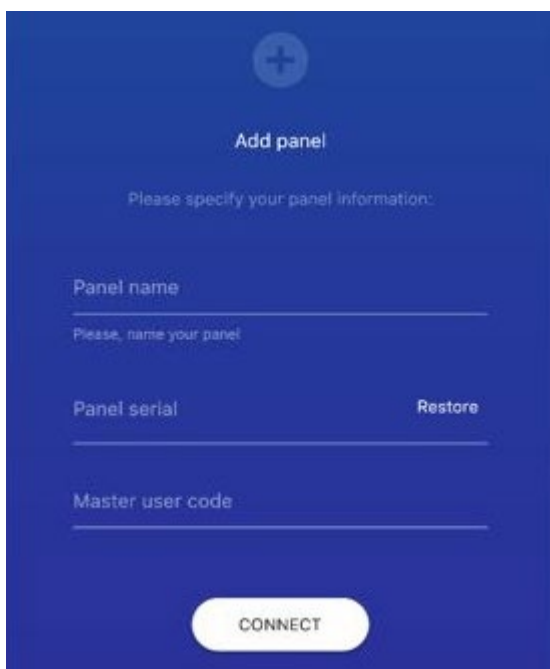 Add panel
Please specify your panel information:
Panel name
Please, name your panel
Panel serial Restore
Master user code
CONNECT